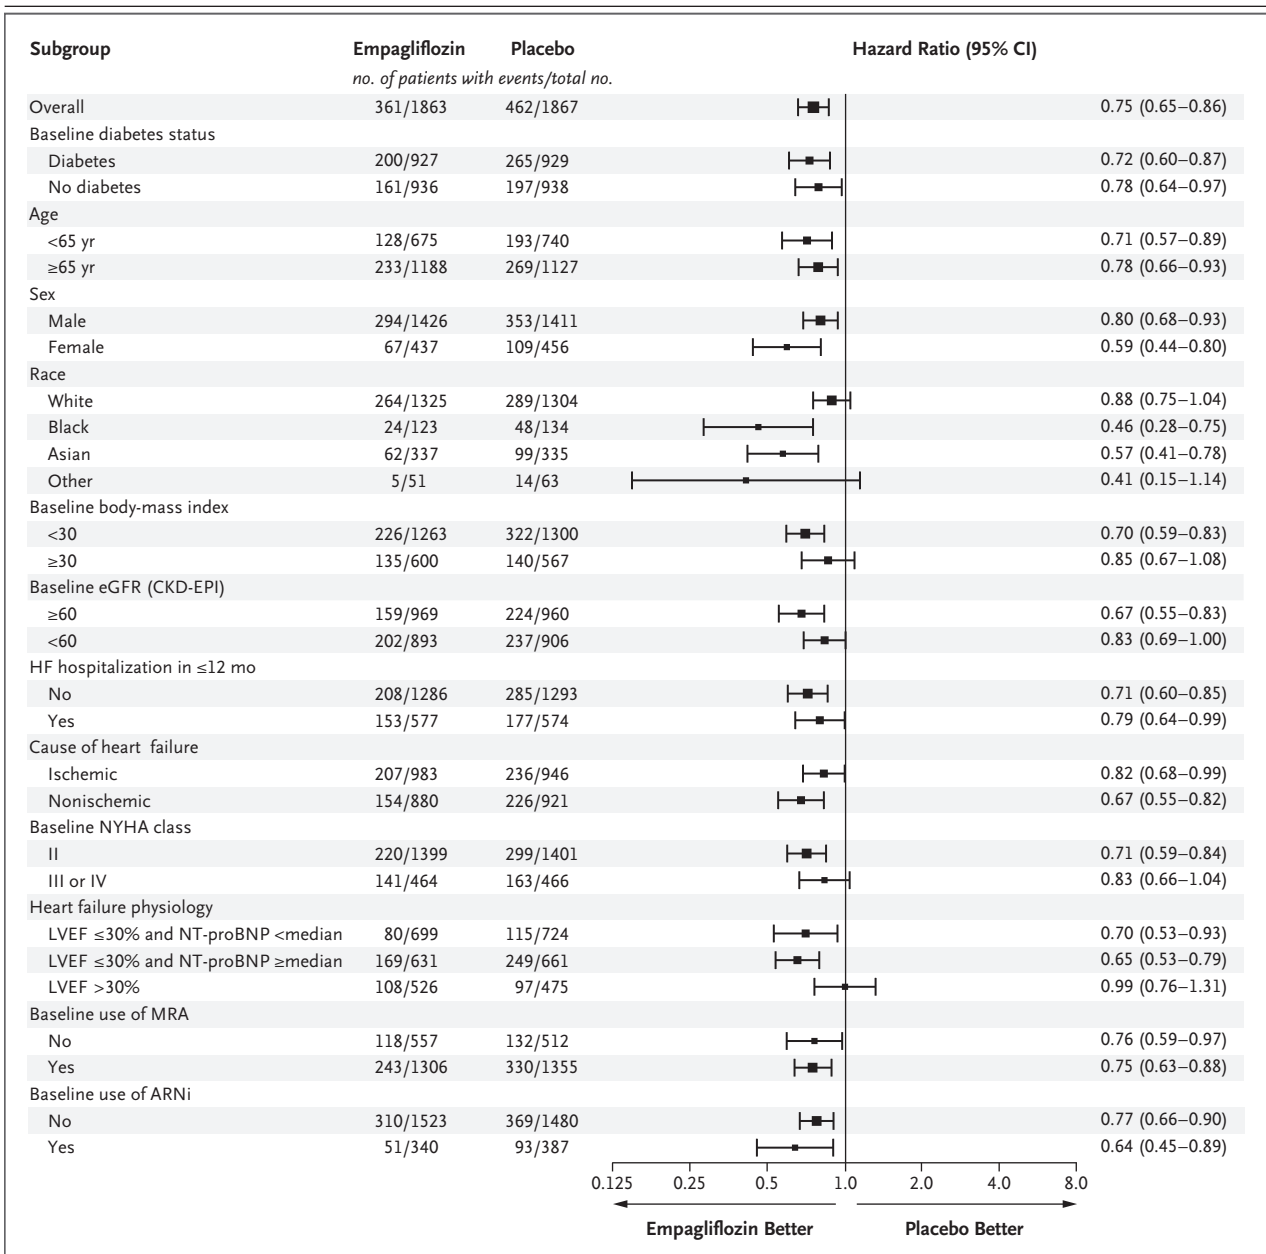 Subgroup Empagliflozin Placebo Hazard Ratio (95% CI)
no. of patients with events/total no.
Overall 361/1863 462/1867 0.75 (0.65–0.86)
Baseline diabetes status
Diabetes 200/927 265/929 0.72 (0.60–0.87)
No diabetes 161/936 197/938 0.78 (0.64–0.97)
Age
<65 yr 128/675 193/740 0.71 (0.57–0.89)
≥65 yr 233/1188 269/1127 0.78 (0.66–0.93)
Sex
Male 294/1426 353/1411 0.80 (0.68–0.93)
Female 67/437 109/456 0.59 (0.44–0.80)
Race
White 264/1325 289/1304 0.88 (0.75–1.04)
Black 24/123 48/134 0.46 (0.28–0.75)
Asian 62/337 99/335 0.57 (0.41–0.78)
Other 5/51 14/63 0.41 (0.15–1.14)
Baseline body-mass index
<30 226/1263 322/1300 0.70 (0.59–0.83)
≥30 135/600 140/567 0.85 (0.67–1.08)
Baseline eGFR (CKD-EPI)
≥60 159/969 224/960 0.67 (0.55–0.83)
<60 202/893 237/906 0.83 (0.69–1.00)
HF hospitalization in ≤12 mo
No 208/1286 285/1293 0.71 (0.60–0.85)
Yes 153/577 177/574 0.79 (0.64–0.99)
Cause of heart failure
Ischemic 207/983 236/946 0.82 (0.68–0.99)
Nonischemic 154/880 226/921 0.67 (0.55–0.82)
Baseline NYHA class
II 220/1399 299/1401 0.71 (0.59–0.84)
III or IV 141/464 163/466 0.83 (0.66–1.04)
Heart failure physiology
LVEF ≤30% and NT-proBNP <median 80/699 115/724 0.70 (0.53–0.93)
LVEF ≤30% and NT-proBNP ≥median 169/631 249/661 0.65 (0.53–0.79)
LVEF >30% 108/526 97/475 0.99 (0.76–1.31)
Baseline use of MRA
No 118/557 132/512 0.76 (0.59–0.97)
Yes 243/1306 330/1355 0.75 (0.63–0.88)
Baseline use of ARNi
No 310/1523 369/1480 0.77 (0.66–0.90)
Yes 51/340 93/387 0.64 (0.45–0.89)
0.125 0.25 0.5 1.0 2.0 4.0 8.0
Empagliflozin Better Placebo Better